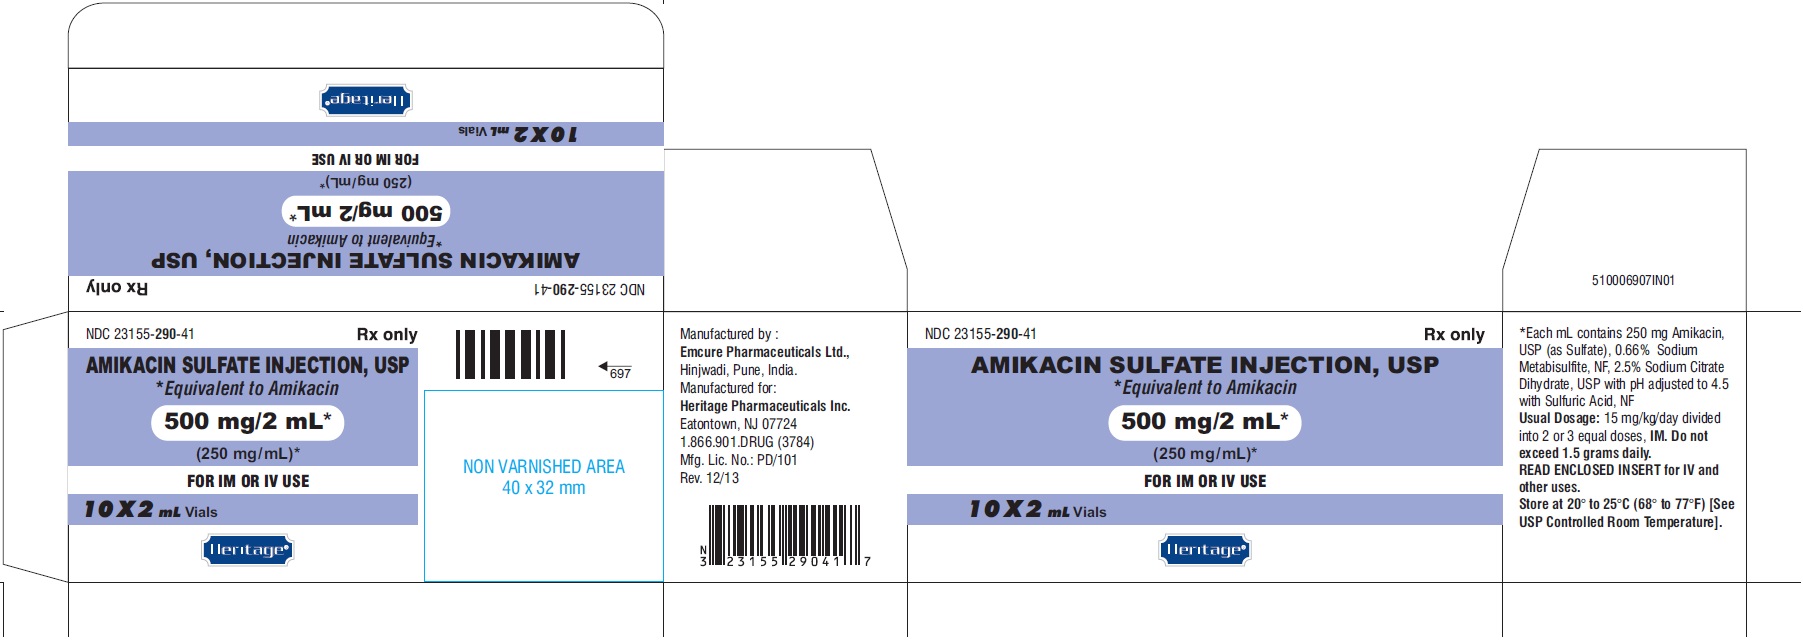 Heritage®
10X2 mL Vials
FOR IM OR IV USE
(250 mg/mL)*
500 mg/2 mL*
*Equivalent to Amikacin
AMIKACIN SULFATE INJECTION, USP
NDC 23155-290-41 Rx only
NDC 23155-290-41 Rx only
AMIKACIN SULFATE INJECTION, USP
*Equivalent to Amikacin
500 mg/2 mL*
(250 mg/mL)*
FOR IM OR IV USE
10X2 mL Vials
Heritage®
697
NON VARNISHED AREA
40 x 32 mm
Manufactured by :
Emcure Pharmaceuticals Ltd.,
Hinjwadi, Pune, India.
Manufactured for:
Heritage Pharmaceuticals Inc.
Eatontown, NJ 07724
1.866.901.DRUG (3784)
Mfg. Lic. No.: PD/101
Rev. 12/13
N
3 23155 29041 7
NDC 23155-290-41 Rx only
AMIKACIN SULFATE INJECTION, USP
*Equivalent to Amikacin
500 mg/2 mL*
(250 mg/mL)*
FOR IM OR IV USE
10X2 mL Vials
Heritage®
510006907IN01
*Each mL contains 250 mg Amikacin,
USP (as Sulfate), 0.66% Sodium
Metabisulfite, NF, 2.5% Sodium Citrate
Dihydrate, USP with pH adjusted to 4.5
with Sulfuric Acid, NF
Usual Dosage: 15 mg/kg/day divided
into 2 or 3 equal doses, IM. Do not
exceed 1.5 grams daily.
READ ENCLOSED INSERT for IV and
other uses.
Store at 20° to 25°C (68° to 77°F) [See
USP Controlled Room Temperature].